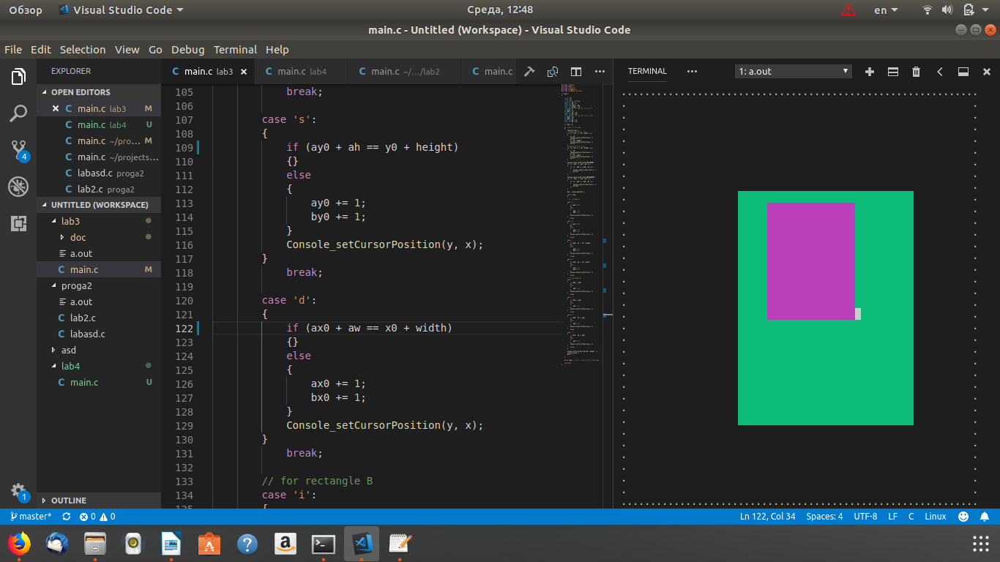 Обзор Visual Studio Code Среда, 12:48 en
main.c - Untitled (Workspace) - Visual Studio Code
File Edit Selection View Go Debug Terminal Help
EXPLORER
OPEN EDITORS
main.c lab3 M
main.c lab4 U
main.c ~/pro... M
main.c ~/projects...
labasd.c proga2
lab2.c proga2
UNTITLED (WORKSPACE)
lab3
doc
a.out
main.c M
proga2
a.out
lab2.c
labasd.c
asd
lab4
main.c U
OUTLINE
4
1
main.c lab3 main.c lab4 main.c ~/.../lab2 main.c
105 break;
106
107 case 's':
108 {
109 if (ay0 + ah == y0 + height)
110 {}
111 else
112 {
113 ay0 += 1;
114 by0 += 1;
115 }
116 Console_setCursorPosition(y, x);
117 }
118 break;
119
120 case 'd':
121 {
122 if (ax0 + aw == x0 + width)
123 {}
124 else
125 {
126 ax0 += 1;
127 bx0 += 1;
128 }
129 Console_setCursorPosition(y, x);
130 }
131 break;
132
133 // for rectangle B
134 case 'i':
135 {
TERMINAL ••• 1: a.out
master* 0 0 Ln 122, Col 34 Spaces: 4 UTF-8 LF C Linux